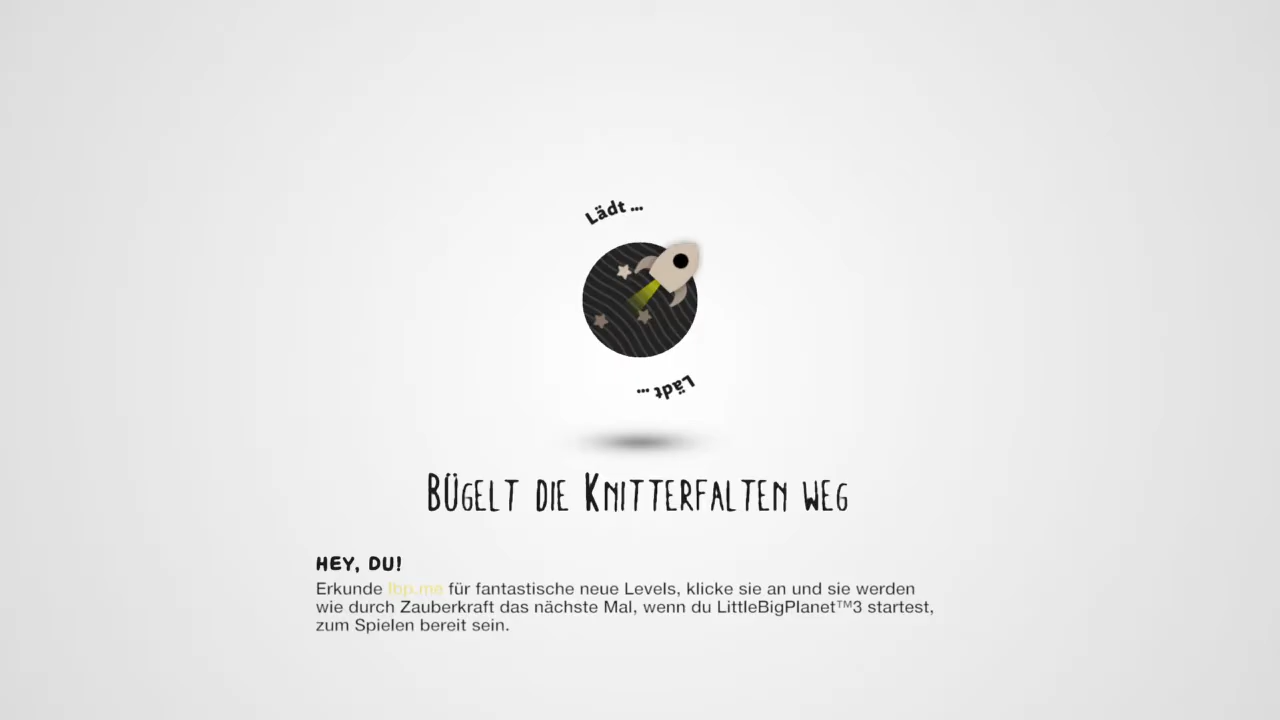 Lädt ...
Lädt ...
Bügelt die Knitterfalten weg
HEY, DU!
Erkunde lbp.me für fantastische neue Levels, klicke sie an und sie werden
wie durch Zauberkraft das nächste Mal, wenn du LittleBigPlanet™3 startest,
zum Spielen bereit sein.